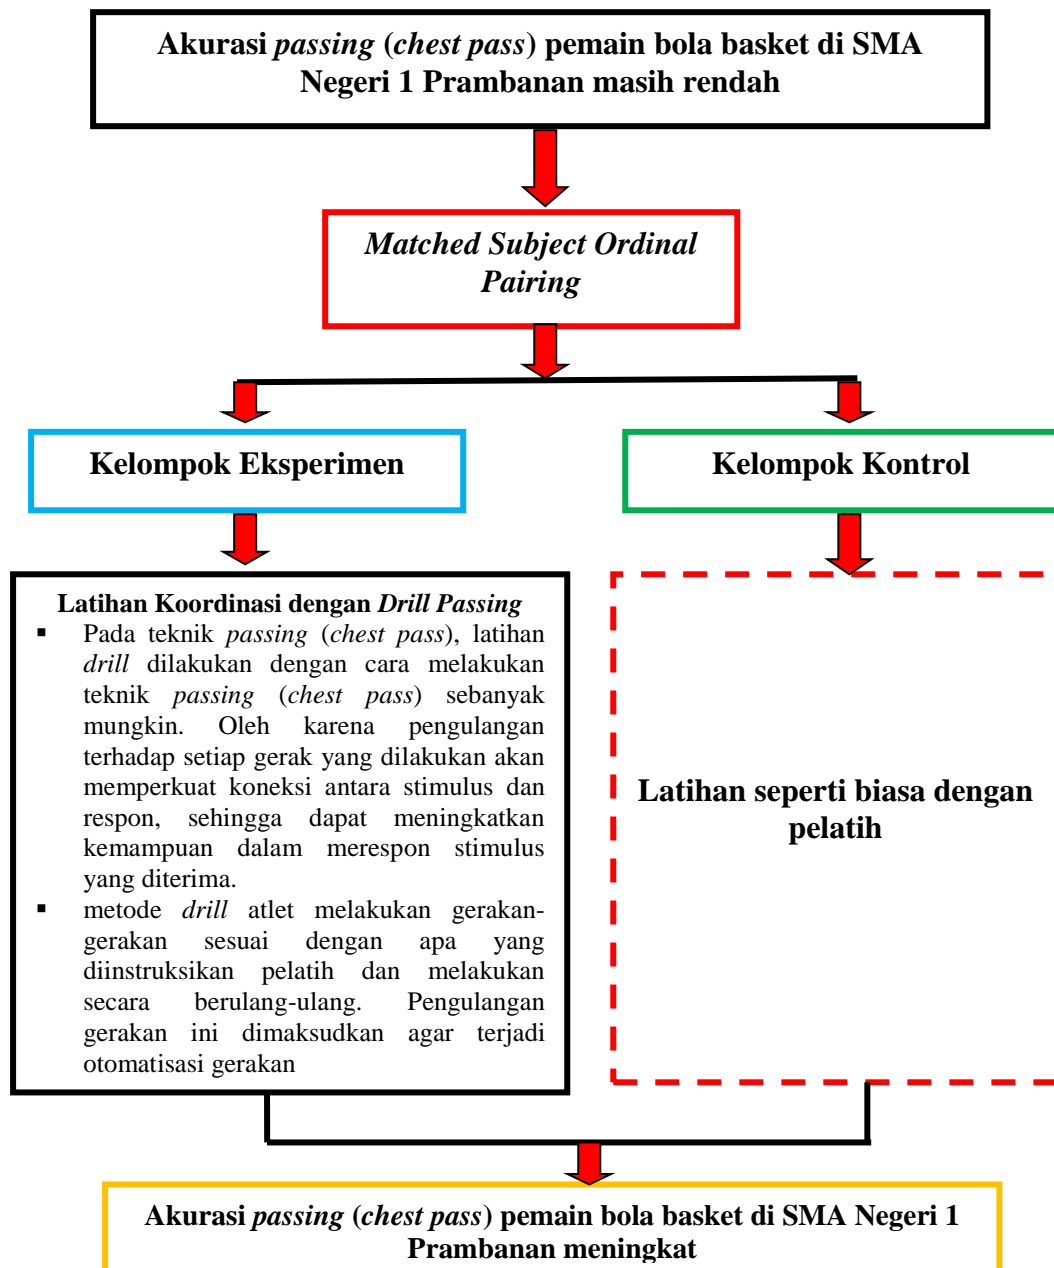 Akurasi passing (chest pass) pemain bola basket di SMA
Negeri 1 Prambanan masih rendah
Matched Subject Ordinal
Pairing
Kelompok Eksperimen
Kelompok Kontrol
Latihan Koordinasi dengan Drill Passing
▪ Pada teknik passing (chest pass), latihan
drill dilakukan dengan cara melakukan
teknik passing (chest pass) sebanyak
mungkin. Oleh karena pengulangan
terhadap setiap gerak yang dilakukan akan
memperkuat koneksi antara stimulus dan
respon, sehingga dapat meningkatkan
kemampuan dalam merespon stimulus
yang diterima.
▪ metode drill atlet melakukan gerakan-
gerakan sesuai dengan apa yang
diinstruksikan pelatih dan melakukan
secara berulang-ulang. Pengulangan
gerakan ini dimaksudkan agar terjadi
otomatisasi gerakan
Latihan seperti biasa dengan
pelatih
Akurasi passing (chest pass) pemain bola basket di SMA Negeri 1
Prambanan meningkat